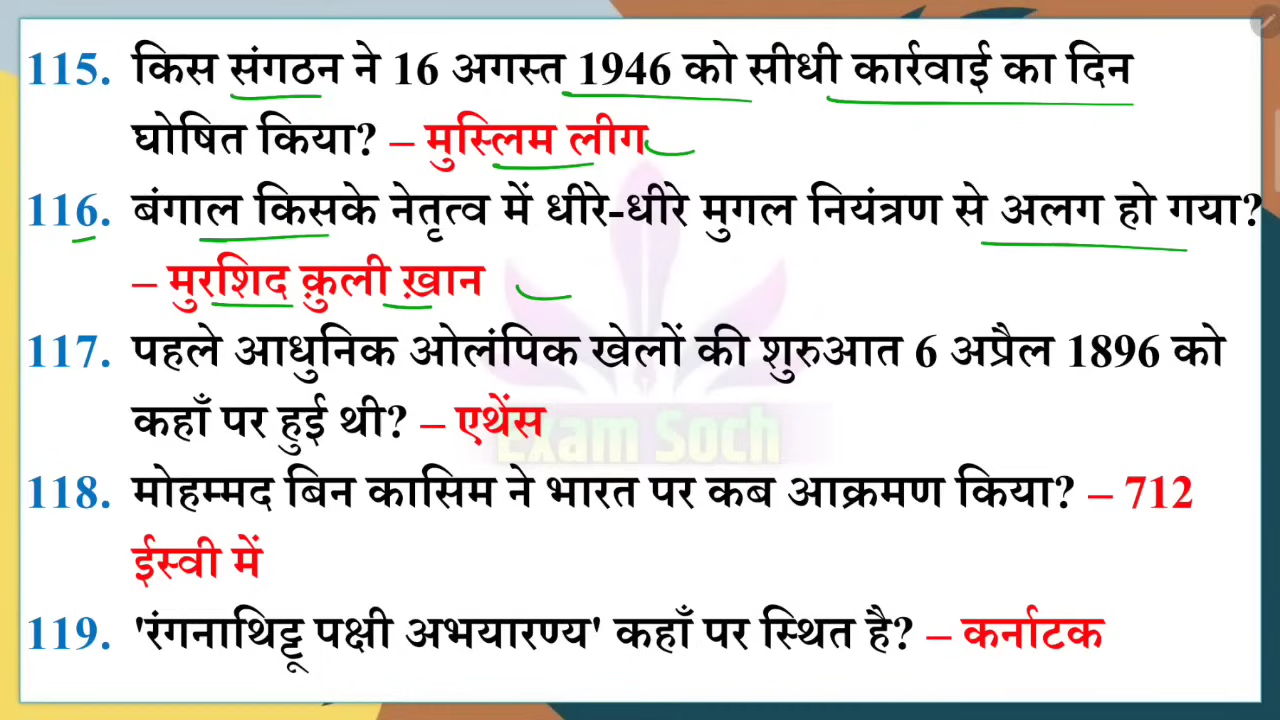 115. किस संगठन ने 16 अगस्त 1946 को सीधी कार्रवाई का दिन
घोषित किया? – मुस्लिम लीग
116. बंगाल किसके नेतृत्व में धीरे-धीरे मुगल नियंत्रण से अलग हो गया?
– मुरशिद क़ुली ख़ान
117. पहले आधुनिक ओलंपिक खेलों की शुरुआत 6 अप्रैल 1896 को
कहाँ पर हुई थी? – एथेंस
Exam Soch
118. मोहम्मद बिन कासिम ने भारत पर कब आक्रमण किया? – 712
ईस्वी में
119. 'रंगनाथिट्टू पक्षी अभयारण्य' कहाँ पर स्थित है? – कर्नाटक